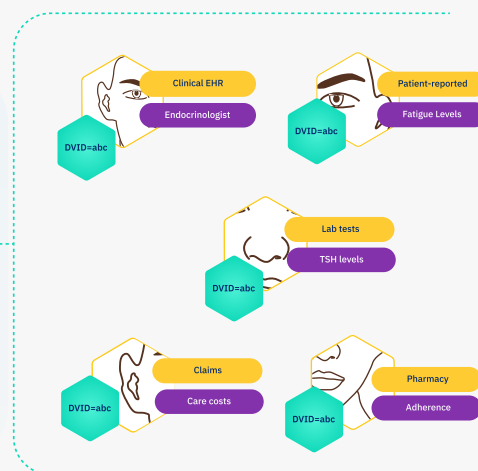 Clinical EHR
Endocrinologist
DVID=abc
Patient-reported
Fatigue Levels
DVID=abc
Lab tests
TSH levels
DVID=abc
Claims
Care costs
DVID=abc
Pharmacy
Adherence
DVID=abc